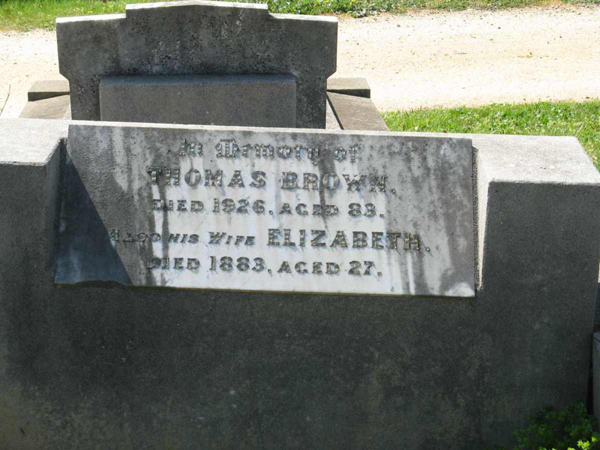 In Memory of
THOMAS BROWN.
DIED 1926, AGED 83.
ALSO HIS WIFE ELIZABETH.
DIED 1883, AGED 27.